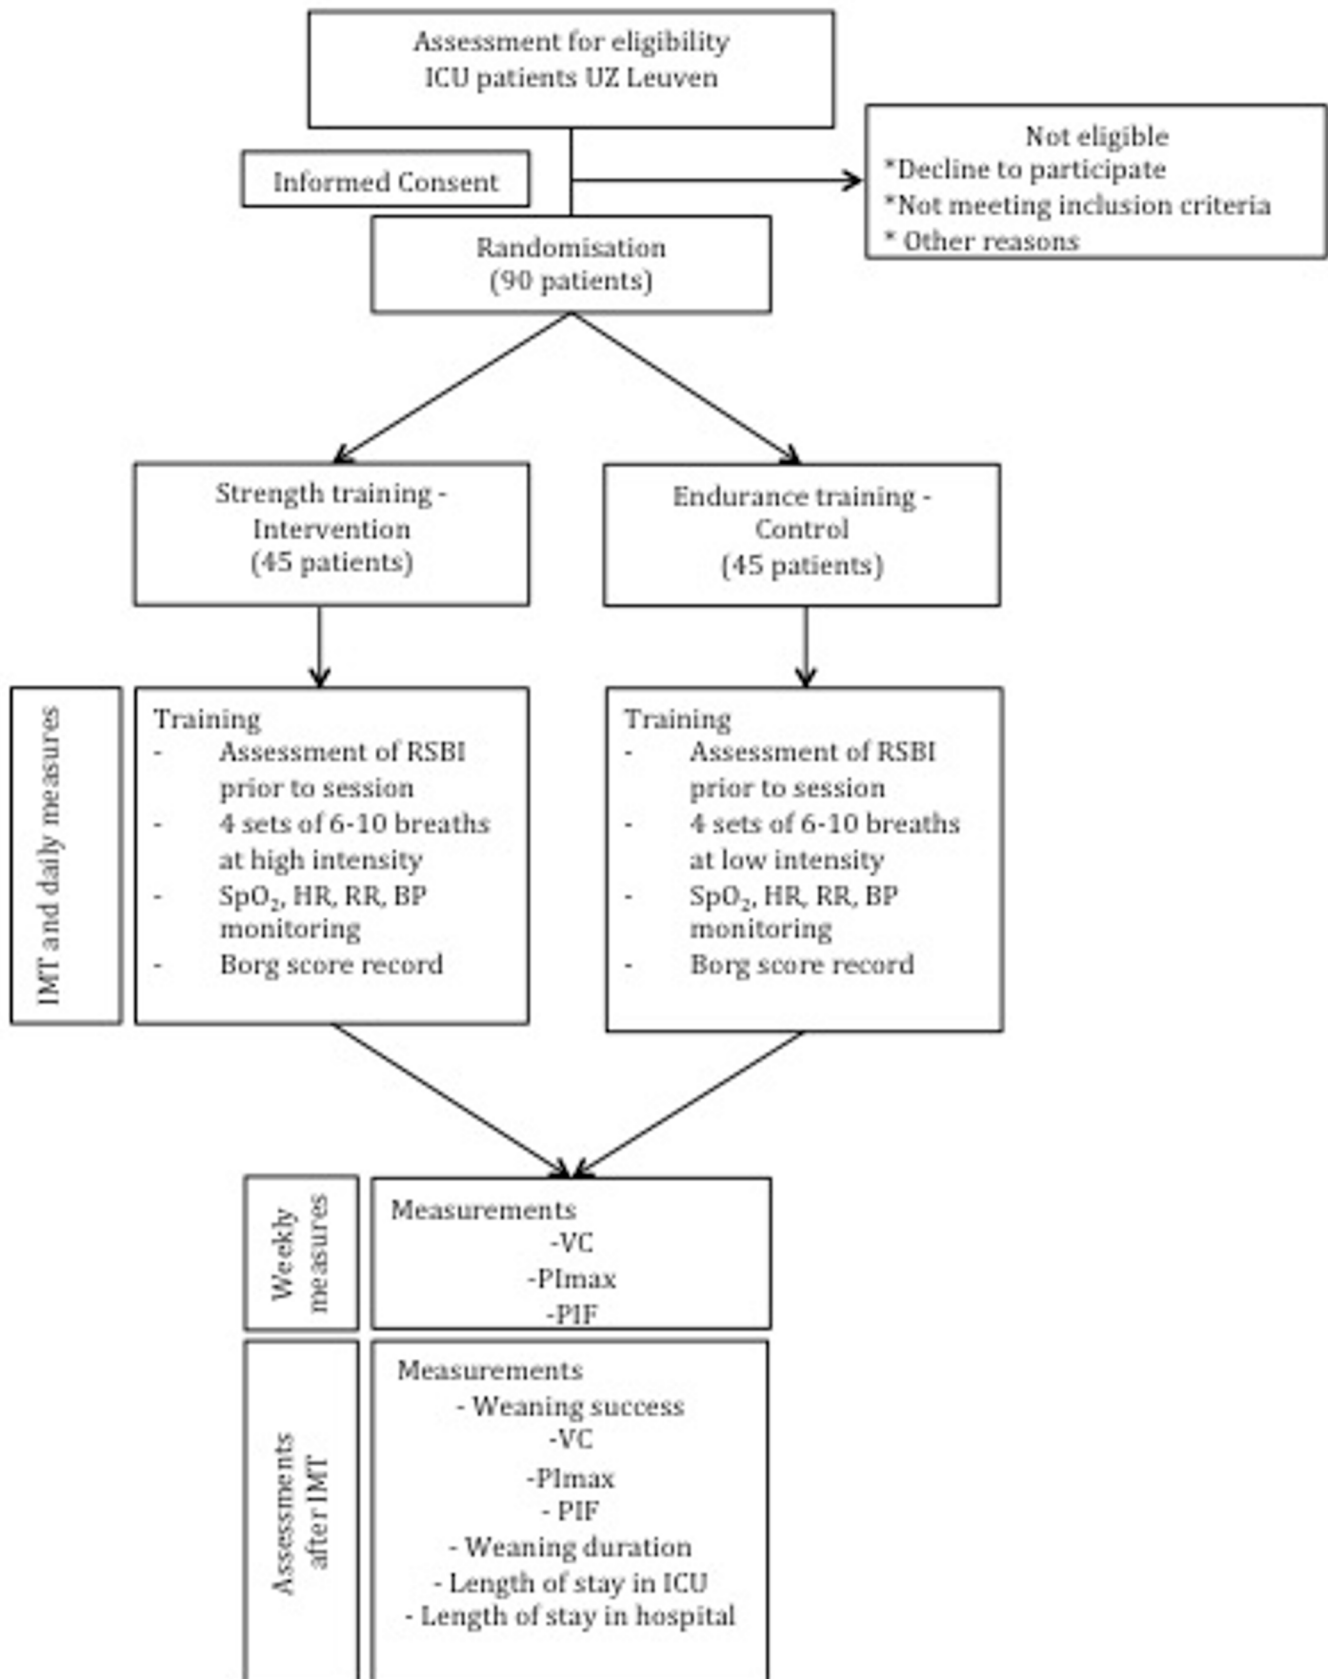 Assessment for eligibility
ICU patients UZ Leuven
Not eligible
*Decline to participate
*Not meeting inclusion criteria
* Other reasons
Informed Consent
Randomisation
(90 patients)
Strength training -
Intervention
(45 patients)
Endurance training -
Control
(45 patients)
IMT and daily measures
Training
- Assessment of RSBI
prior to session
- 4 sets of 6-10 breaths
at high intensity
- SpO₂, HR, RR, BP
monitoring
- Borg score record
Training
- Assessment of RSBI
prior to session
- 4 sets of 6-10 breaths
at low intensity
- SpO₂, HR, RR, BP
monitoring
- Borg score record
Weekly
measures
Measurements
-VC
-PImax
-PIF
Assessments
after IMT
Measurements
- Weaning success
-VC
-PImax
- PIF
- Weaning duration
- Length of stay in ICU
- Length of stay in hospital